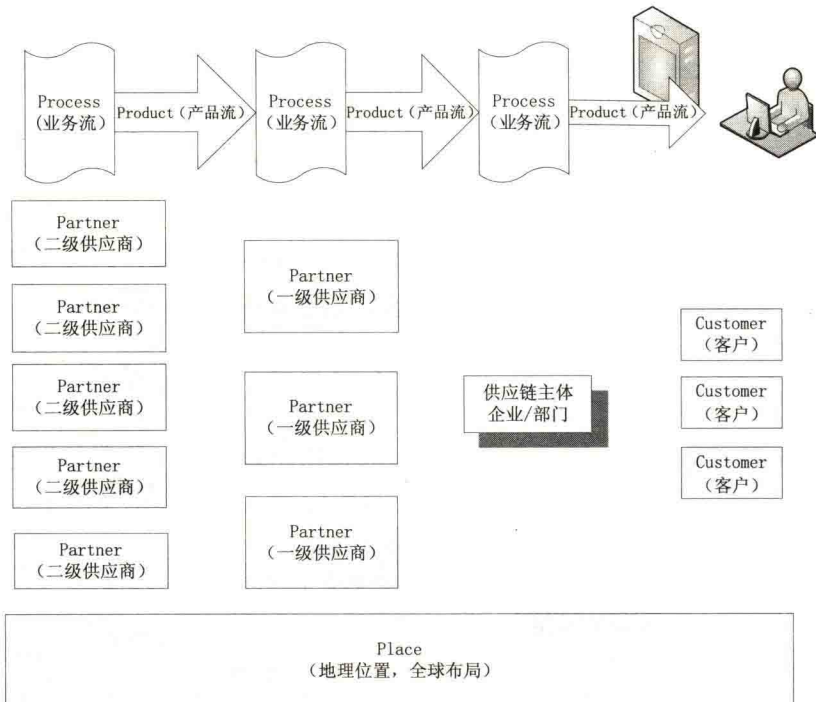 Process
(业务流)
Product(产品流)
Process
(业务流)
Product(产品流)
Process
(业务流)
Product(产品流)
Partner
(二级供应商)
Partner
(二级供应商)
Partner
(二级供应商)
Partner
(二级供应商)
Partner
(二级供应商)
Partner
(一级供应商)
Partner
(一级供应商)
Partner
(一级供应商)
供应链主体
企业/部门
Customer
(客户)
Customer
(客户)
Customer
(客户)
Place
(地理位置，全球布局)